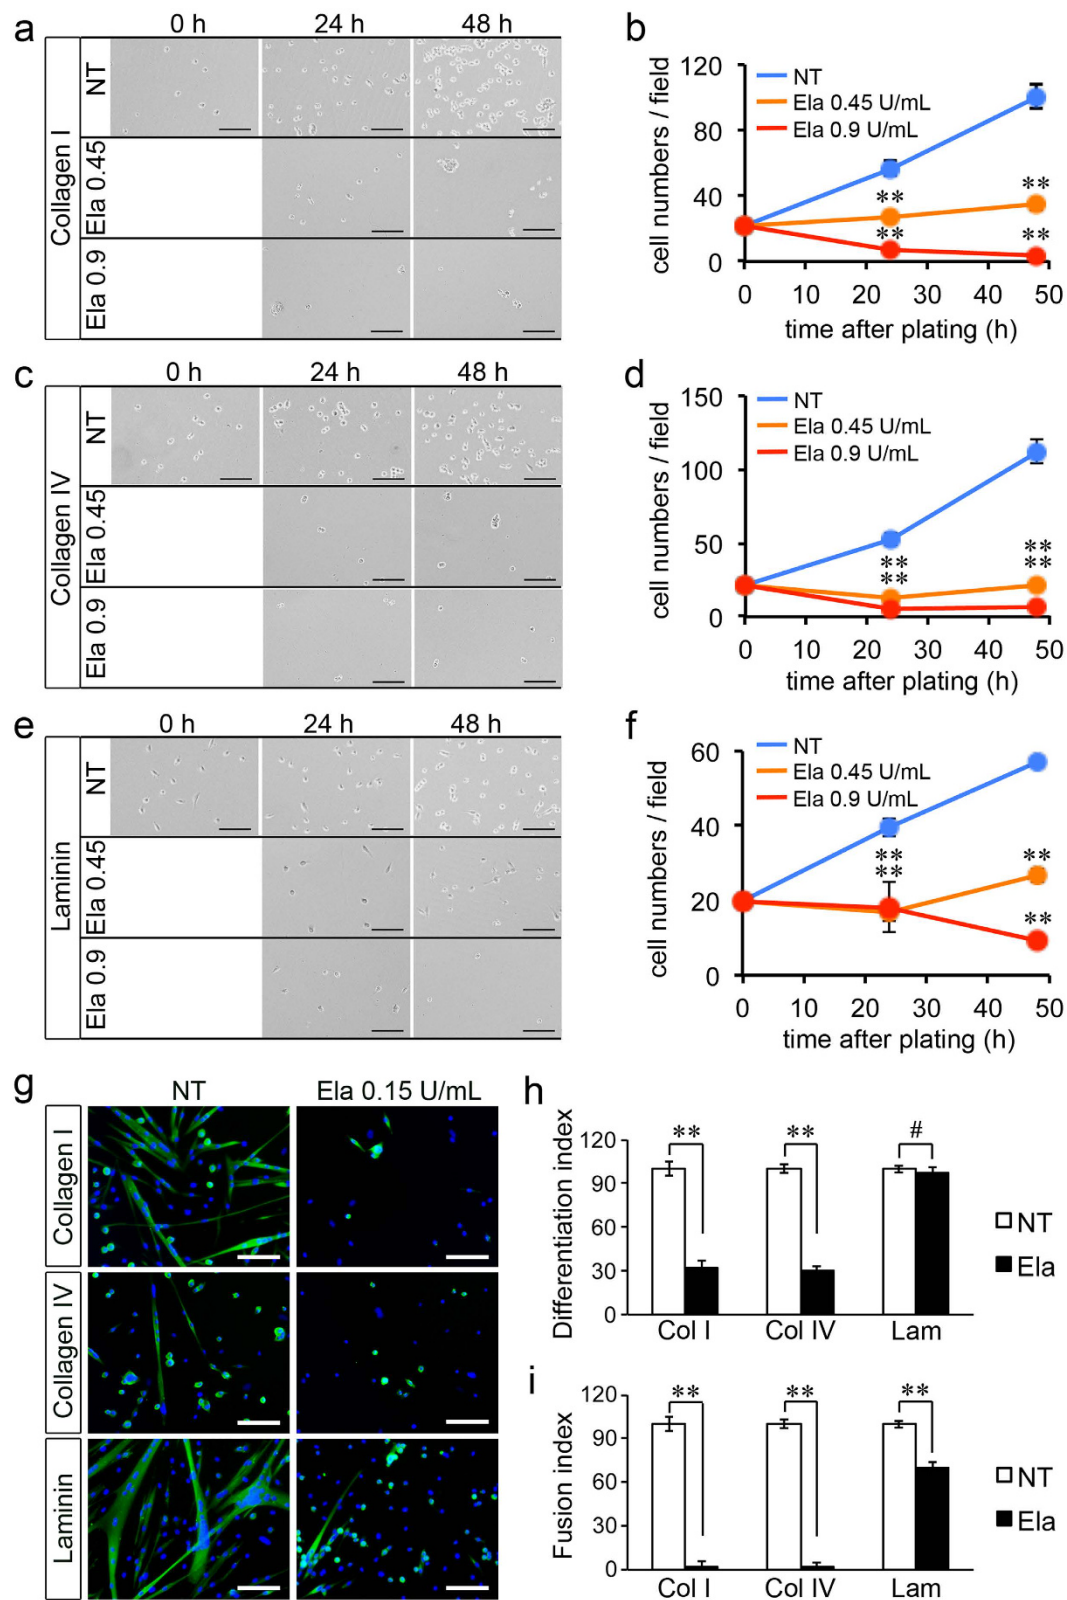 a
0 h 24 h 48 h
Collagen I
NT
Ela 0.45
Ela 0.9
b
NT
Ela 0.45 U/mL
Ela 0.9 U/mL
cell numbers / field
120
80
40
0
** **
** **
0 10 20 30 40 50
time after plating (h)
c
0 h 24 h 48 h
Collagen IV
NT
Ela 0.45
Ela 0.9
d
NT
Ela 0.45 U/mL
Ela 0.9 U/mL
cell numbers / field
150
100
50
0
** **
** **
0 10 20 30 40 50
time after plating (h)
e
0 h 24 h 48 h
Laminin
NT
Ela 0.45
Ela 0.9
f
NT
Ela 0.45 U/mL
Ela 0.9 U/mL
cell numbers / field
60
40
20
0
** **
** **
0 10 20 30 40 50
time after plating (h)
g
NT Ela 0.15 U/mL
Collagen I
Collagen IV
Laminin
h
Differentiation index
120
90
60
30
0
** ** #
Col I Col IV Lam
NT
Ela
i
Fusion index
120
90
60
30
0
** ** **
Col I Col IV Lam
NT
Ela